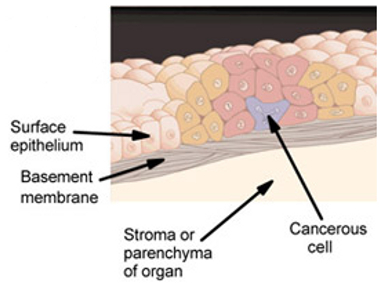 Surface
epithelium
Basement
membrane
Stroma or
parenchyma
of organ
Cancerous
cell